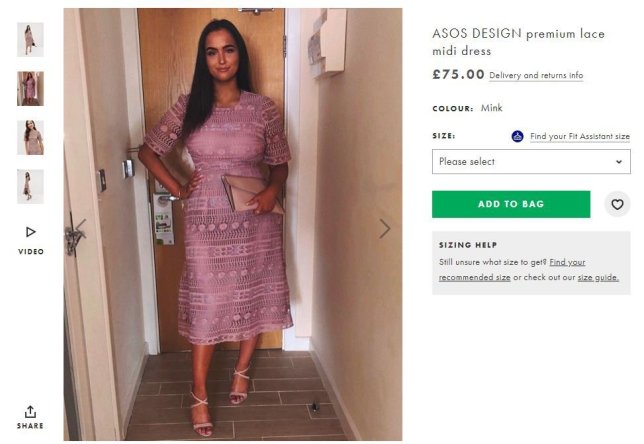 ASOS DESIGN premium lace
midi dress
£75.00 Delivery and returns info
COLOUR: Mink
SIZE: Find your Fit Assistant size
Please select
ADD TO BAG
SIZING HELP
Still unsure what size to get? Find your
recommended size or check out our size guide.
VIDEO
SHARE